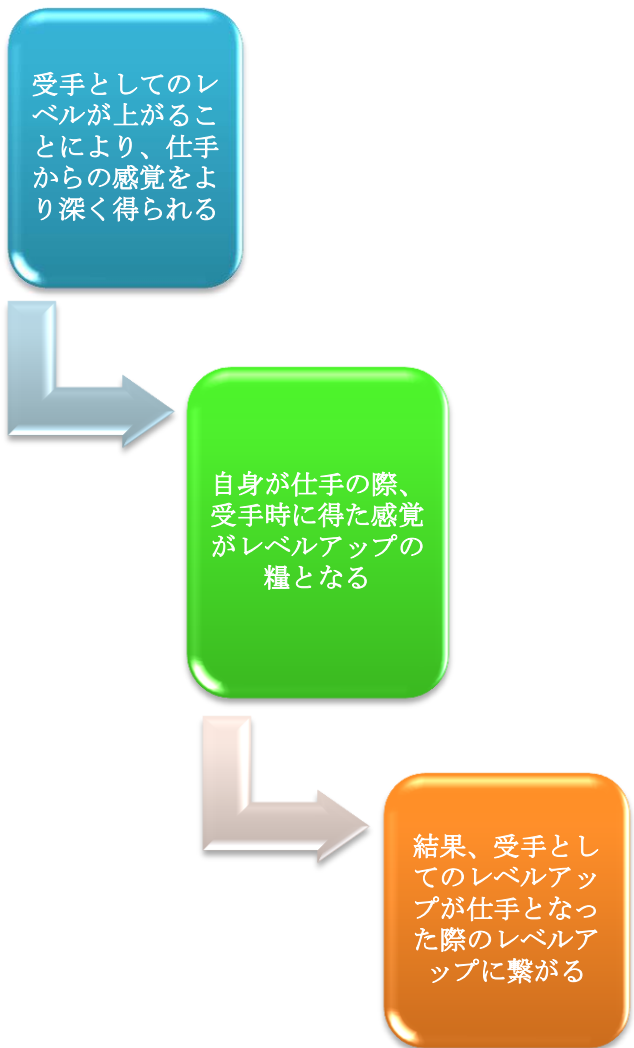 受手としてのレ
ベルが上がるこ
とにより、仕手
からの感覚をよ
り深く得られる
自身が仕手の際、
受手時に得た感覚
がレベルアップの
糧となる
結果、受手とし
てのレベルアッ
プが仕手となっ
た際のレベルア
ップに繋がる